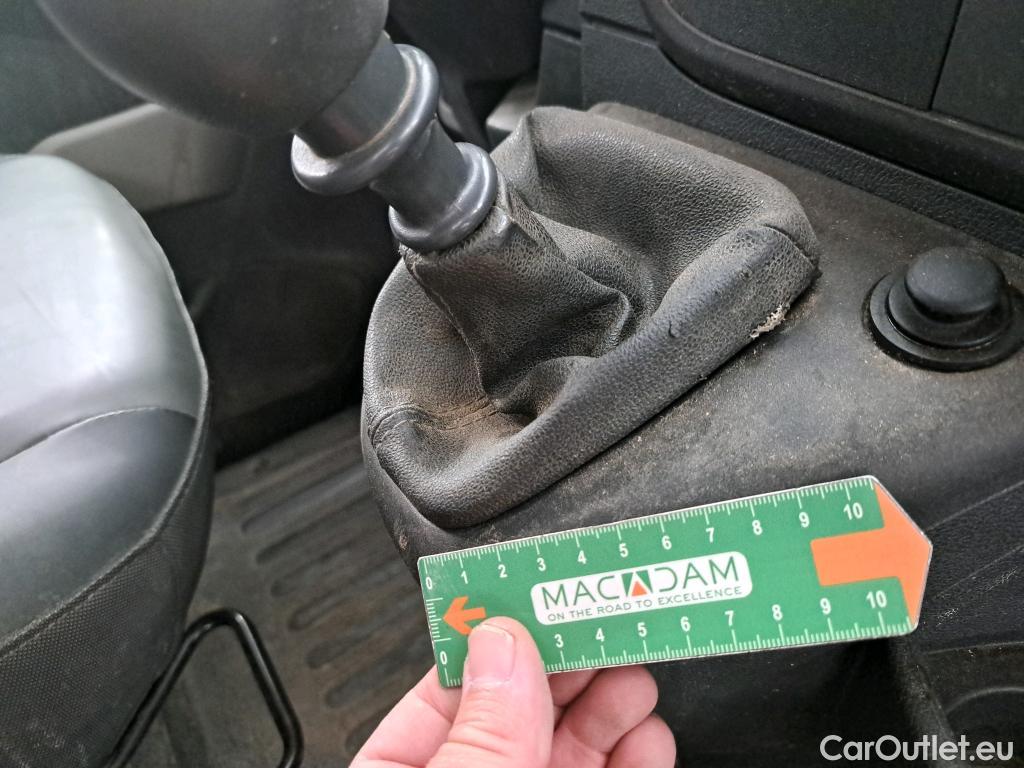 0 1 2 3 4 5 6 7 8 9 10
MACADAM
ON THE ROAD TO EXCELLENCE
0 3 4 5 6 7 8 9 10
CarOutlet.eu